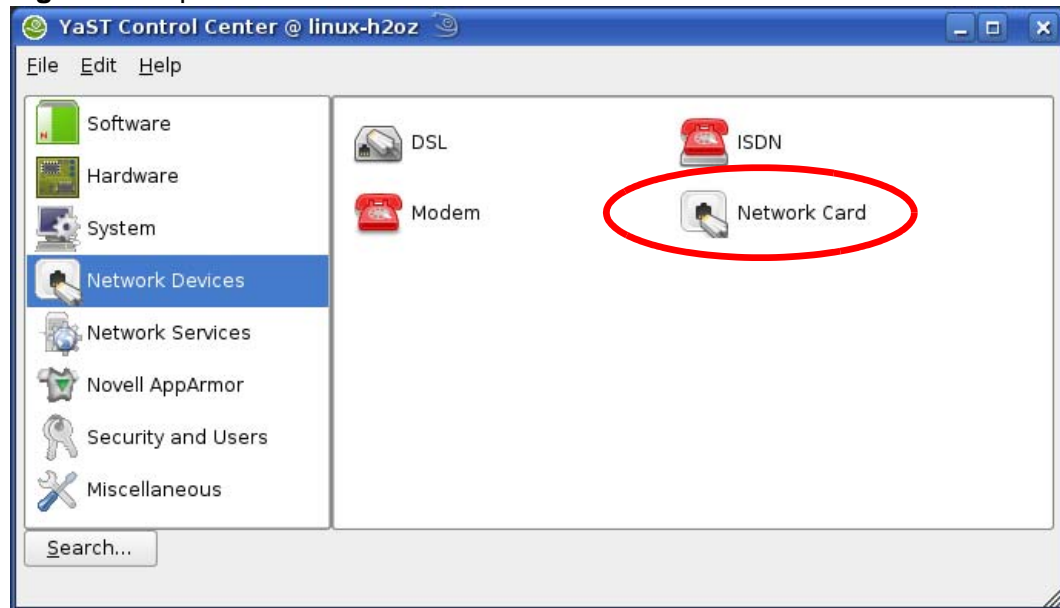 YaST Control Center @ linux-h2oz
File Edit Help
Software
Hardware
System
Network Devices
Network Services
Novell AppArmor
Security and Users
Miscellaneous
DSL
ISDN
Modem
Network Card
Search...